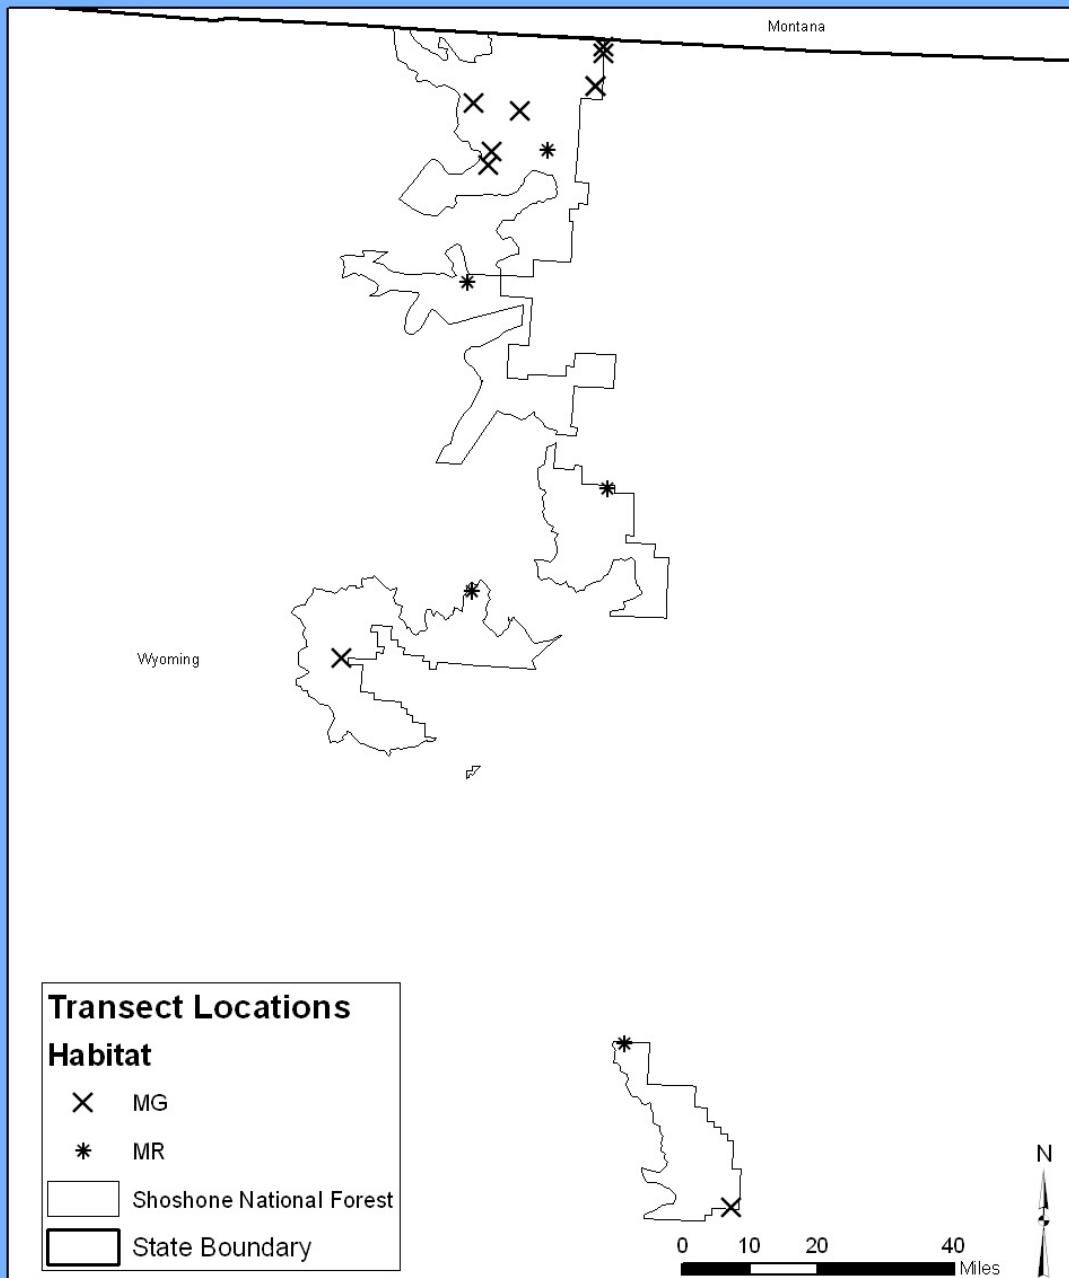 Montana
Wyoming
Transect Locations
Habitat
MG
MR
Shoshone National Forest
State Boundary
N
0 10 20 40
Miles